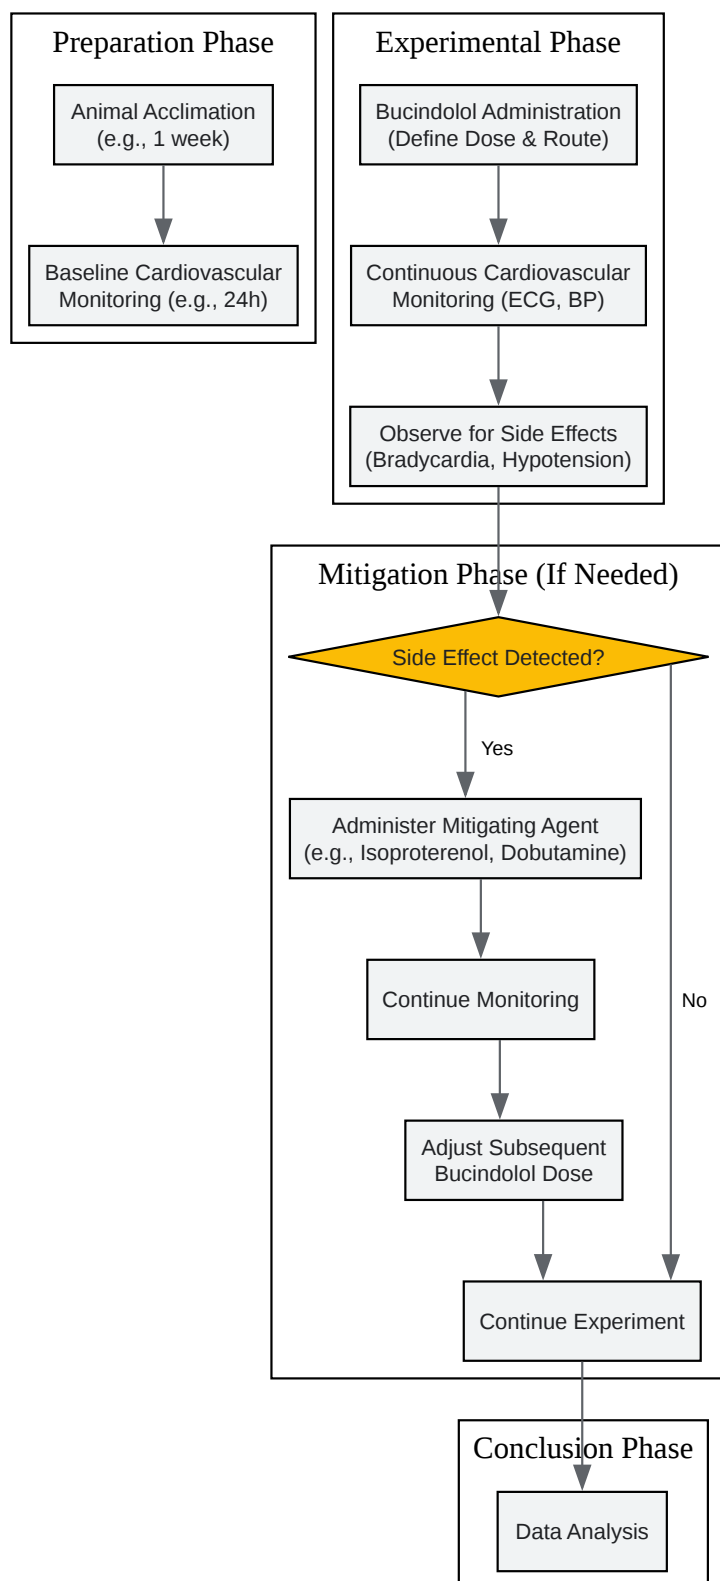 Preparation Phase
Animal Acclimation
(e.g., 1 week)
Baseline Cardiovascular
Monitoring (e.g., 24h)
Experimental Phase
Bucindolol Administration
(Define Dose & Route)
Continuous Cardiovascular
Monitoring (ECG, BP)
Observe for Side Effects
(Bradycardia, Hypotension)
Mitigation Phase (If Needed)
Side Effect Detected?
Yes
Administer Mitigating Agent
(e.g., Isoproterenol, Dobutamine)
Continue Monitoring
No
Adjust Subsequent
Bucindolol Dose
Continue Experiment
Conclusion Phase
Data Analysis